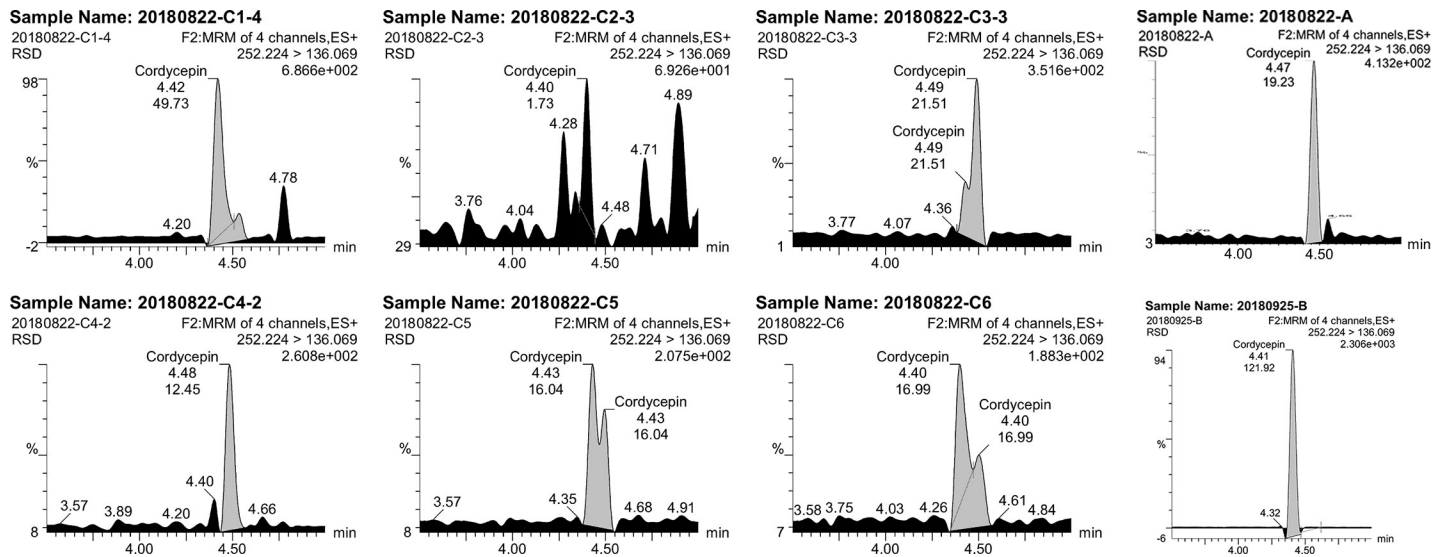 Sample Name: 20180822-C1-4
20180822-C1-4 F2:MRM of 4 channels,ES+
RSD 252.224 > 136.069
6.866e+002
Cordycepin
4.42
49.73
98
%
4.78
4.20
-2
min
4.00 4.50
Sample Name: 20180822-C2-3
20180822-C2-3 F2:MRM of 4 channels,ES+
RSD 252.224 > 136.069
6.926e+001
Cordycepin
4.40
1.73
4.89
4.28
4.71
%
3.76
4.04
4.48
29
min
4.00 4.50
Sample Name: 20180822-C3-3
20180822-C3-3 F2:MRM of 4 channels,ES+
RSD 252.224 > 136.069
3.516e+002
Cordycepin
4.49
21.51
Cordycepin
4.49
21.51
%
3.77
4.07
4.36
1
min
4.00
Sample Name: 20180822-A
20180822-A F2:MRM of 4 channels,ES+
RSD 252.224 > 136.069
4.132e+002
Cordycepin
4.47
19.23
3
min
4.00 4.50
Sample Name: 20180822-C4-2
20180822-C4-2 F2:MRM of 4 channels,ES+
RSD 252.224 > 136.069
2.608e+002
Cordycepin
4.48
12.45
%
4.40
3.57
3.89
4.20
4.66
8
min
4.00 4.50
Sample Name: 20180822-C5
20180822-C5 F2:MRM of 4 channels,ES+
RSD 252.224 > 136.069
2.075e+002
Cordycepin
4.43
16.04
Cordycepin
4.43
16.04
%
3.57
4.35
4.68
4.91
8
min
4.00 4.50
Sample Name: 20180822-C6
20180822-C6 F2:MRM of 4 channels,ES+
RSD 252.224 > 136.069
1.883e+002
Cordycepin
4.40
16.99
Cordycepin
4.40
16.99
%
3.58
3.75
4.03
4.26
4.61
4.84
7
min
4.00 4.50
Sample Name: 20180925-B
20180925-B F2:MRM of 4 channels,ES+
RSD 252.224 > 136.069
2.306e+003
Cordycepin
4.41
121.92
94
%
4.32
-6
min
4.00 4.50